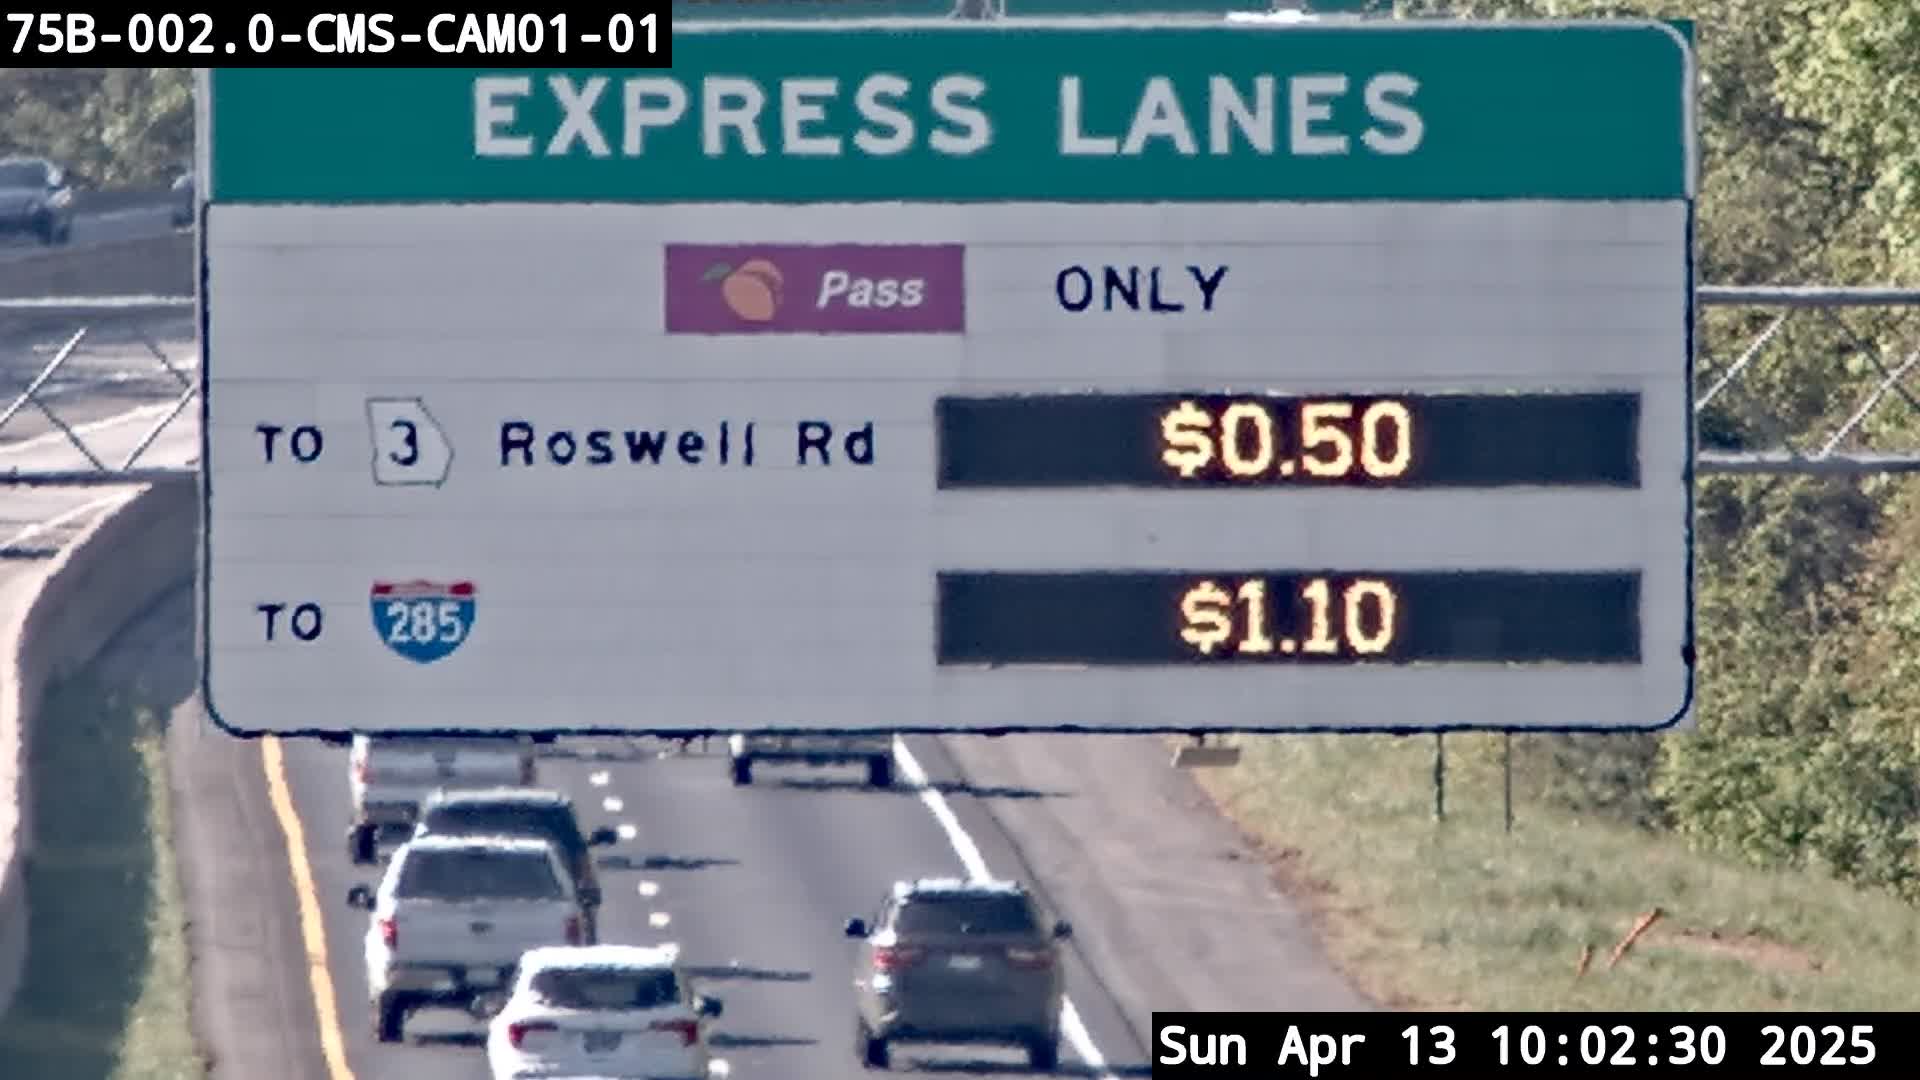 75B-002.0-CMS-CAM01-01
EXPRESS LANES
Pass ONLY
TO 3 Roswell Rd $0.50
TO 285 $1.10
Sun Apr 13 10:02:30 2025